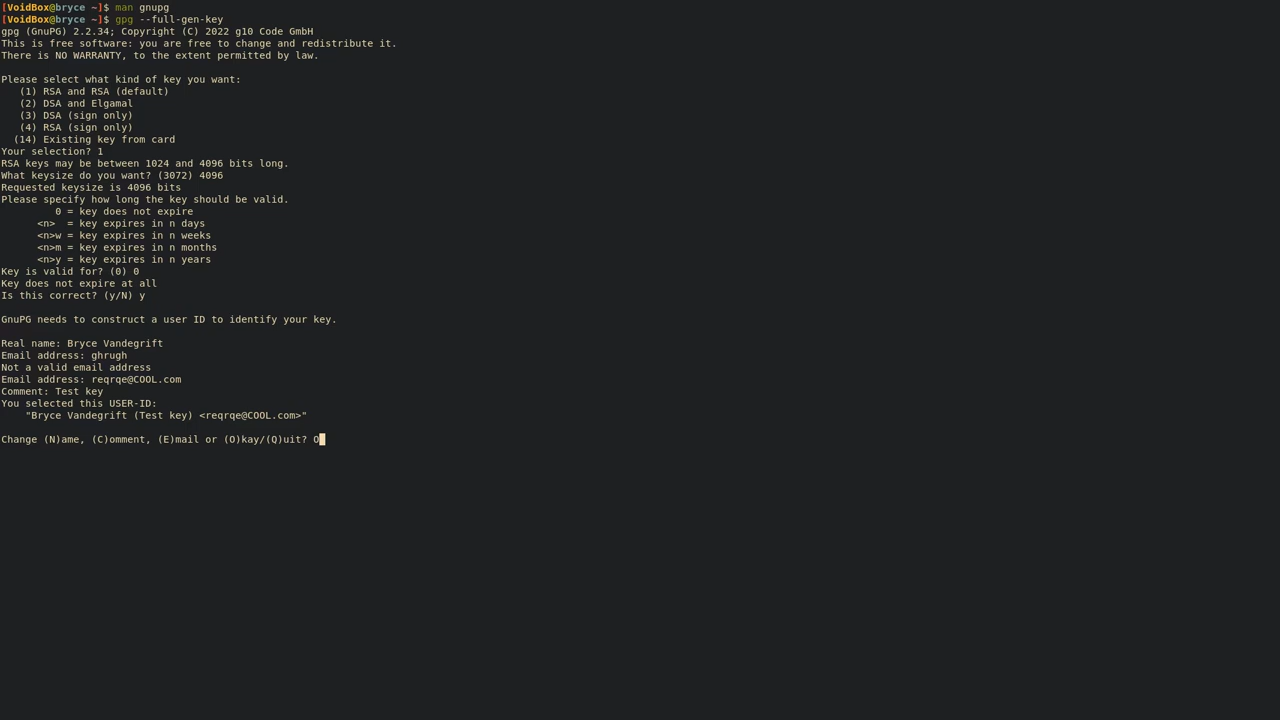 [VoidBox@bryce ~]$ man gnupg
[VoidBox@bryce ~]$ gpg --full-gen-key
gpg (GnuPG) 2.2.34; Copyright (C) 2022 g10 Code GmbH
This is free software: you are free to change and redistribute it.
There is NO WARRANTY, to the extent permitted by law.

Please select what kind of key you want:
   (1) RSA and RSA (default)
   (2) DSA and Elgamal
   (3) DSA (sign only)
   (4) RSA (sign only)
  (14) Existing key from card
Your selection? 1
RSA keys may be between 1024 and 4096 bits long.
What keysize do you want? (3072) 4096
Requested keysize is 4096 bits
Please specify how long the key should be valid.
         0 = key does not expire
      <n>  = key expires in n days
      <n>w = key expires in n weeks
      <n>m = key expires in n months
      <n>y = key expires in n years
Key is valid for? (0) 0
Key does not expire at all
Is this correct? (y/N) y

GnuPG needs to construct a user ID to identify your key.

Real name: Bryce Vandegrift
Email address: ghrugh
Not a valid email address
Email address: reqrqe@COOL.com
Comment: Test key
You selected this USER-ID:
    "Bryce Vandegrift (Test key) <reqrqe@COOL.com>"

Change (N)ame, (C)omment, (E)mail or (O)kay/(Q)uit? O